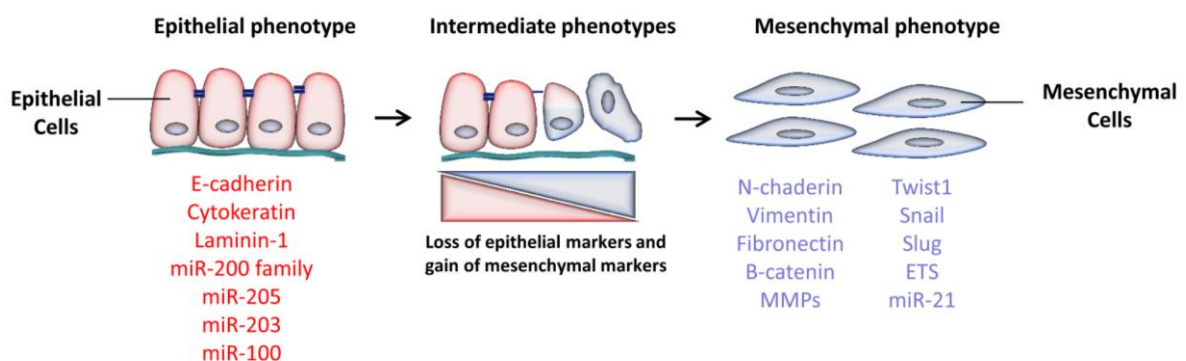 Epithelial phenotype
Intermediate phenotypes
Mesenchymal phenotype
Epithelial
Cells
Mesenchymal
Cells
E-cadherin
Cytokeratin
Laminin-1
miR-200 family
miR-205
miR-203
miR-100
Loss of epithelial markers and
gain of mesenchymal markers
N-chaderin
Vimentin
Fibronectin
B-catenin
MMPs
Twist1
Snail
Slug
ETS
miR-21